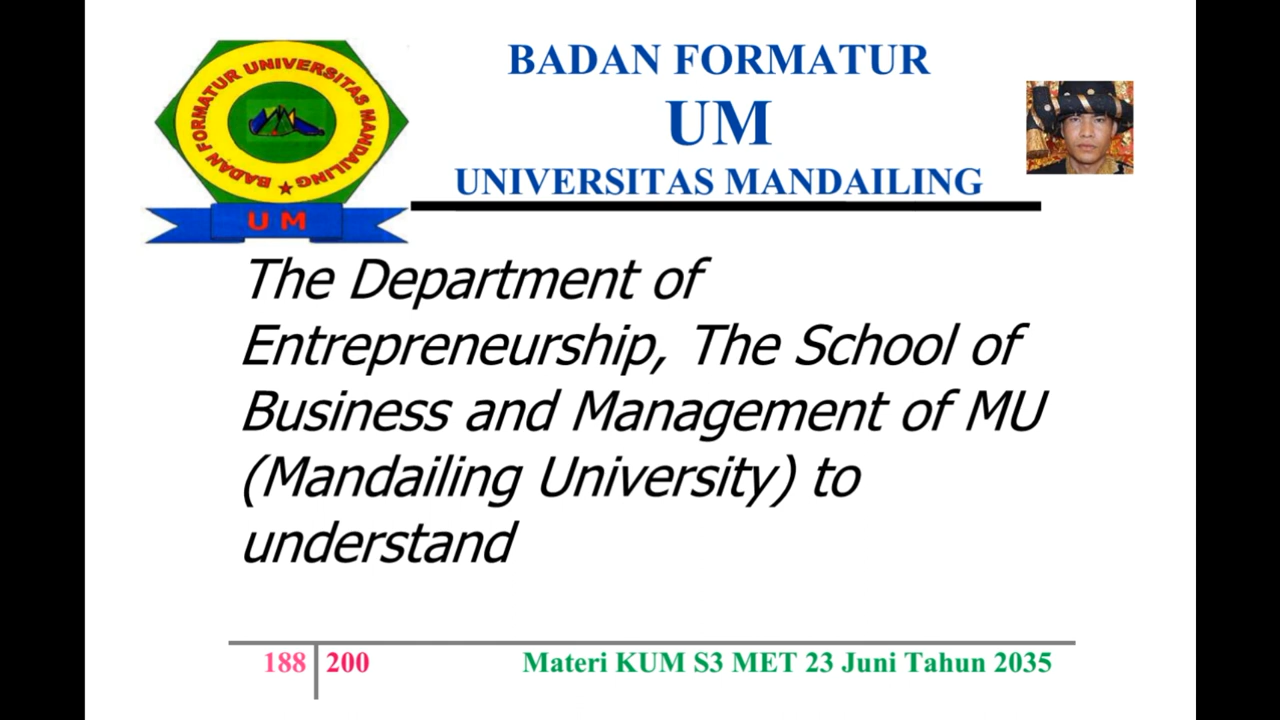 BADAN FORMATUR UNIVERSITAS MANDAILING
U M
BADAN FORMATUR
UM
UNIVERSITAS MANDAILING
The Department of
Entrepreneurship, The School of
Business and Management of MU
(Mandailing University) to
understand
188 200 Materi KUM S3 MET 23 Juni Tahun 2035